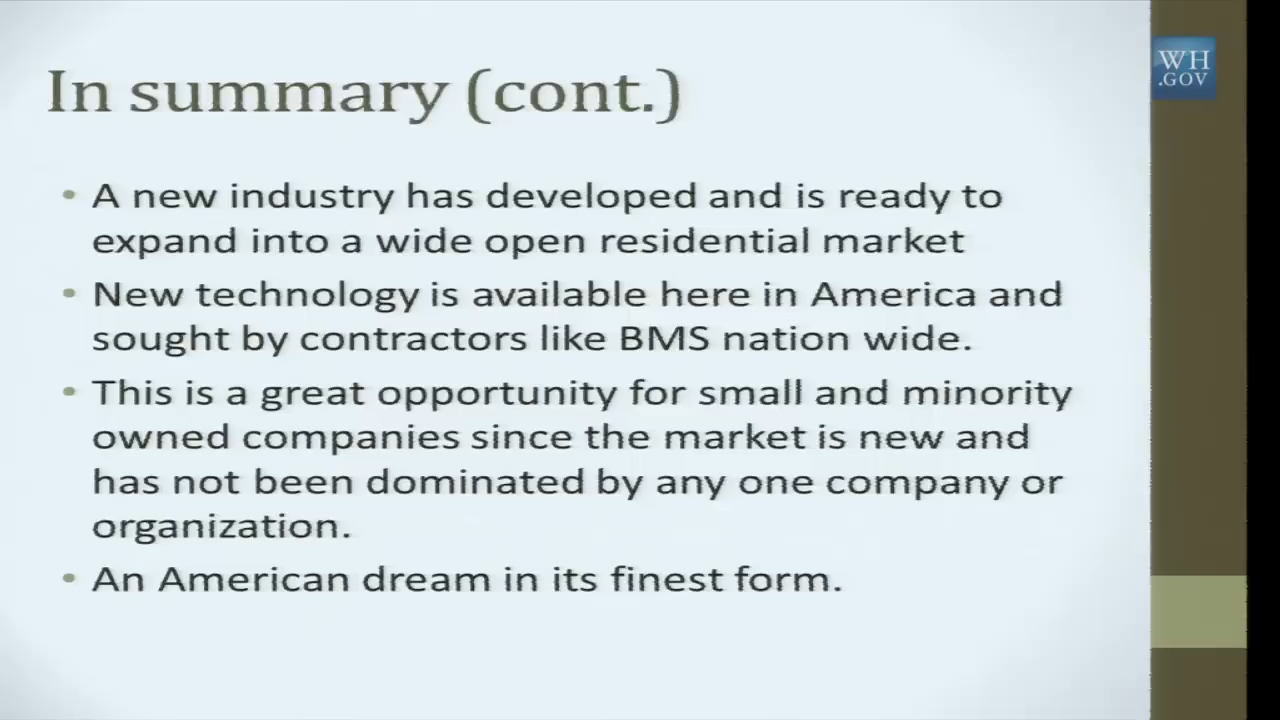 In summary (cont.)
WH
.GOV
• A new industry has developed and is ready to
expand into a wide open residential market
• New technology is available here in America and
sought by contractors like BMS nation wide.
• This is a great opportunity for small and minority
owned companies since the market is new and
has not been dominated by any one company or
organization.
• An American dream in its finest form.